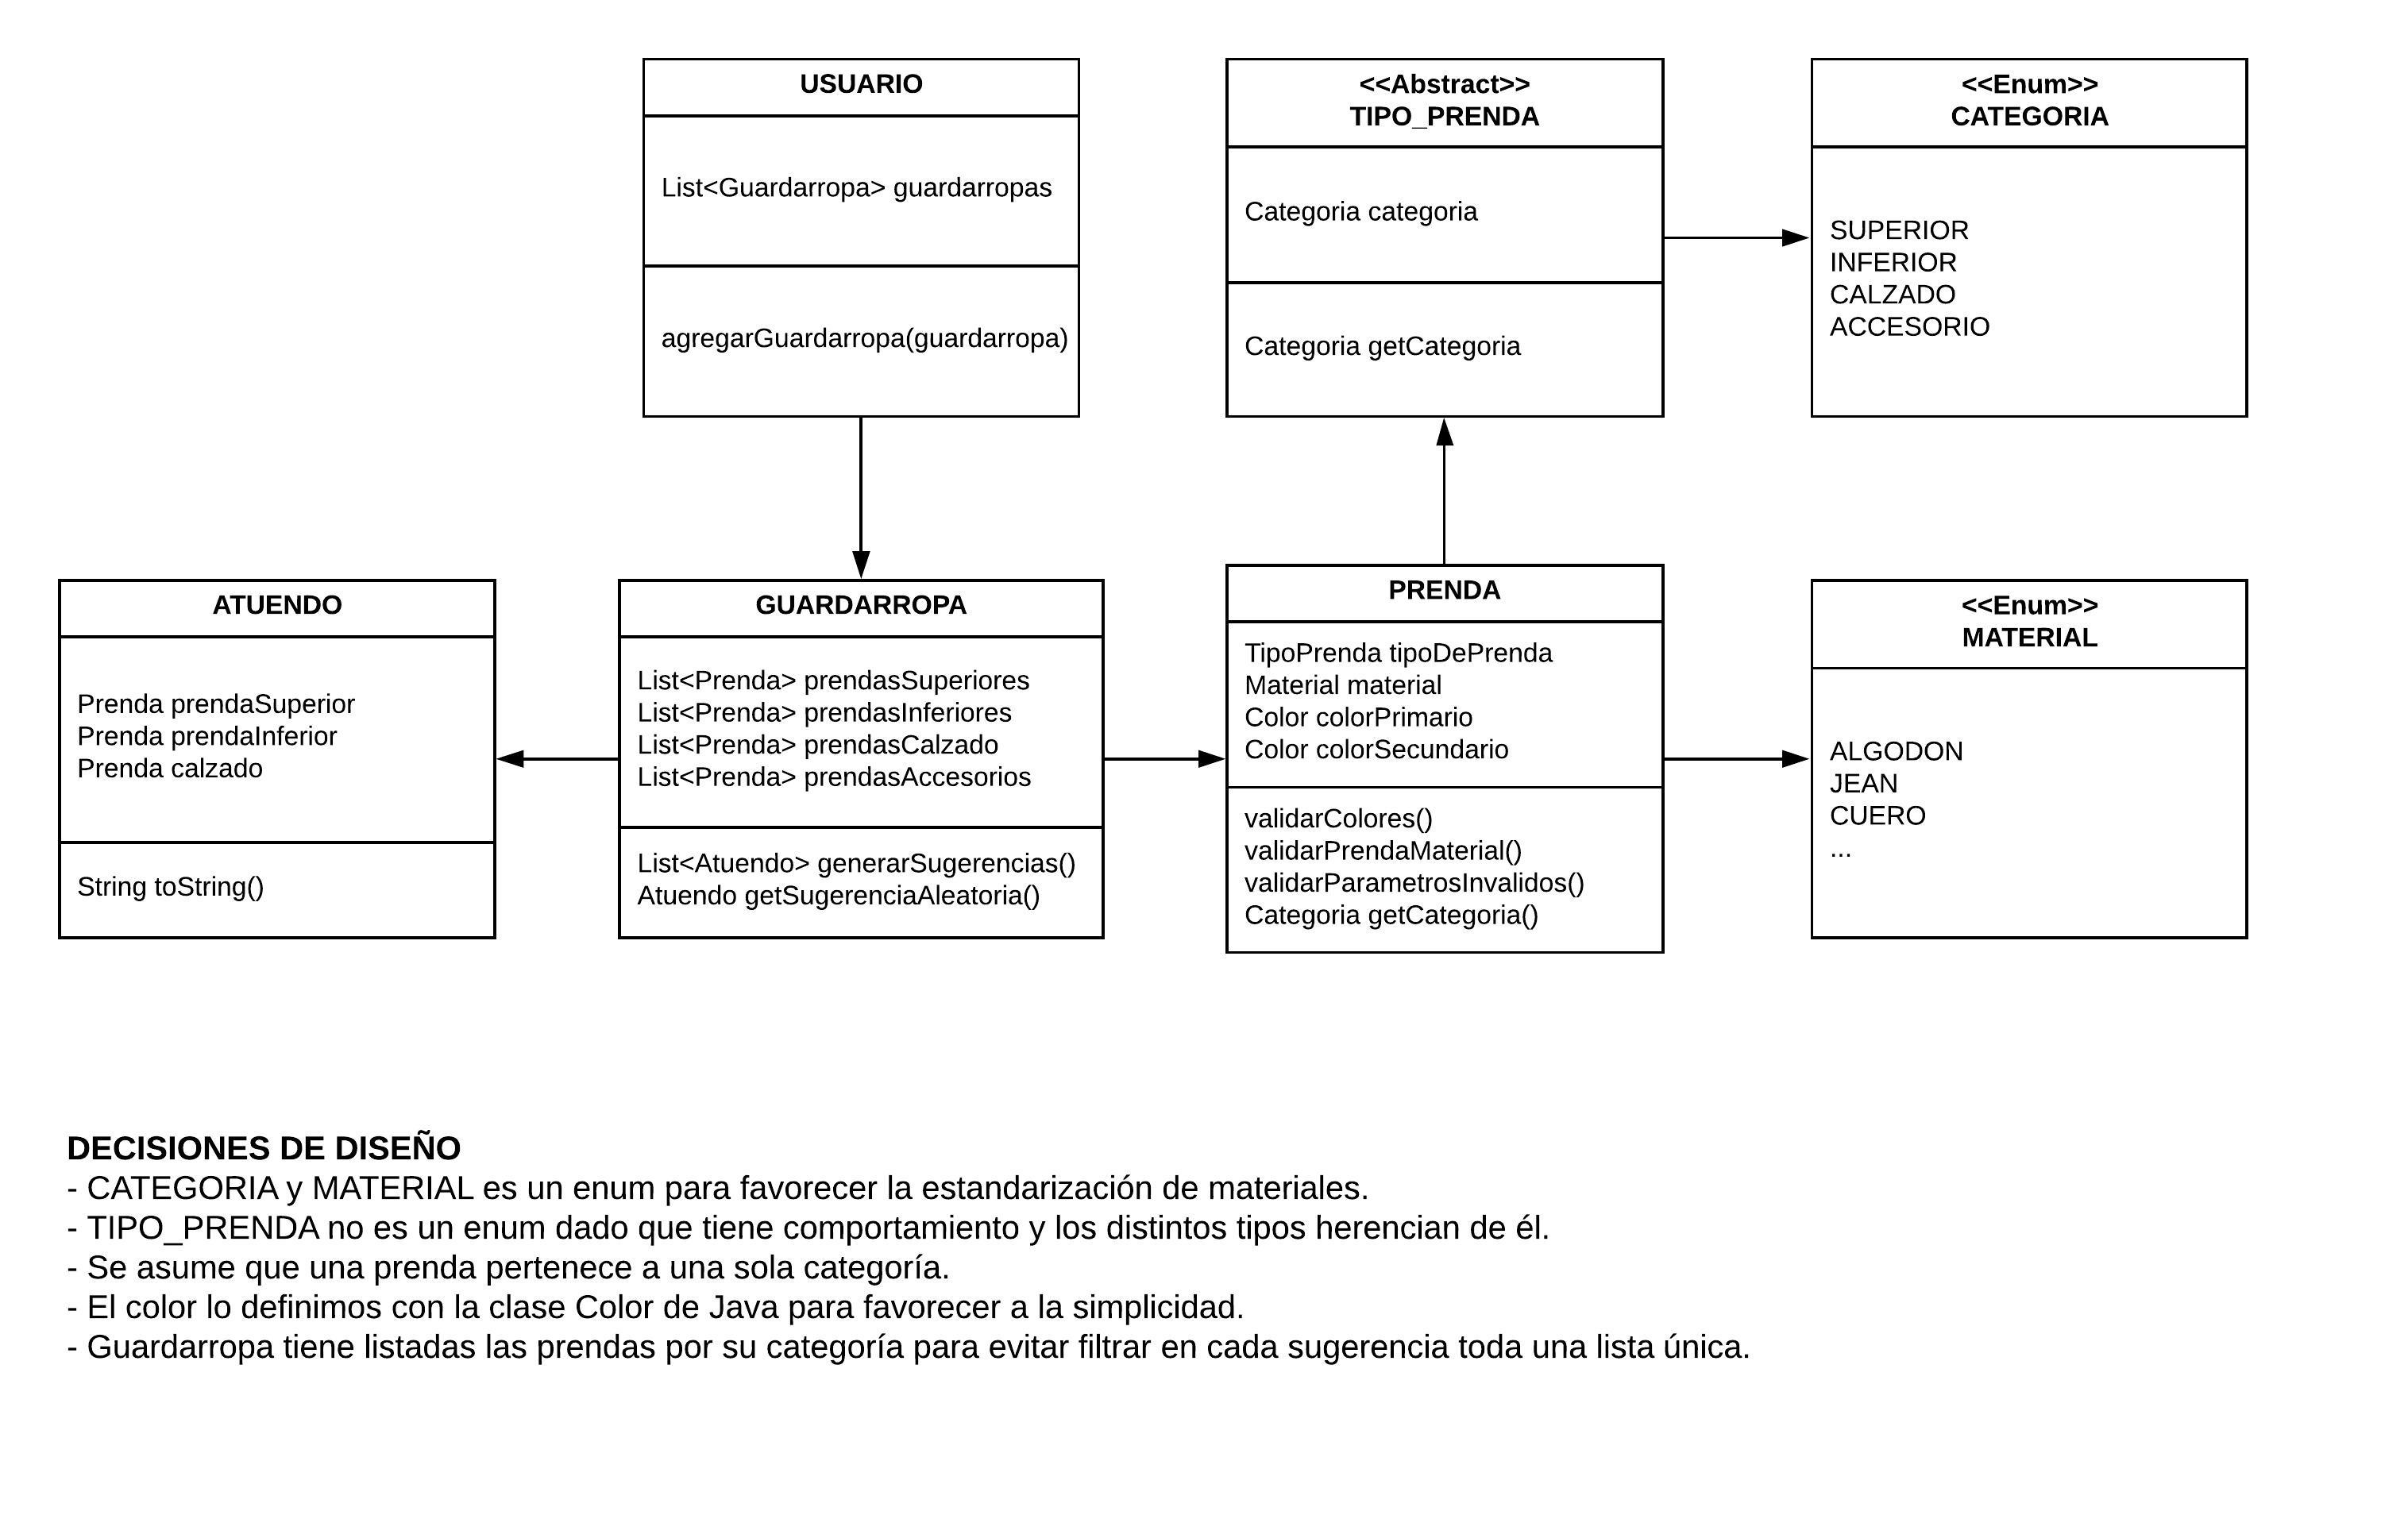 USUARIO
List<Guardarropa> guardarropas
agregarGuardarropa(guardarropa)
<<Abstract>>
TIPO_PRENDA
Categoria categoria
Categoria getCategoria
<<Enum>>
CATEGORIA
SUPERIOR
INFERIOR
CALZADO
ACCESORIO
ATUENDO
Prenda prendaSuperior
Prenda prendaInferior
Prenda calzado
String toString()
GUARDARROPA
List<Prenda> prendasSuperiores
List<Prenda> prendasInferiores
List<Prenda> prendasCalzado
List<Prenda> prendasAccesorios
List<Atuendo> generarSugerencias()
Atuendo getSugerenciaAleatoria()
PRENDA
TipoPrenda tipoDePrenda
Material material
Color colorPrimario
Color colorSecundario
validarColores()
validarPrendaMaterial()
validarParametrosInvalidos()
Categoria getCategoria()
<<Enum>>
MATERIAL
ALGODON
JEAN
CUERO
...
DECISIONES DE DISEÑO
- CATEGORIA y MATERIAL es un enum para favorecer la estandarización de materiales.
- TIPO_PRENDA no es un enum dado que tiene comportamiento y los distintos tipos herencian de él.
- Se asume que una prenda pertenece a una sola categoría.
- El color lo definimos con la clase Color de Java para favorecer a la simplicidad.
- Guardarropa tiene listadas las prendas por su categoría para evitar filtrar en cada sugerencia toda una lista única.